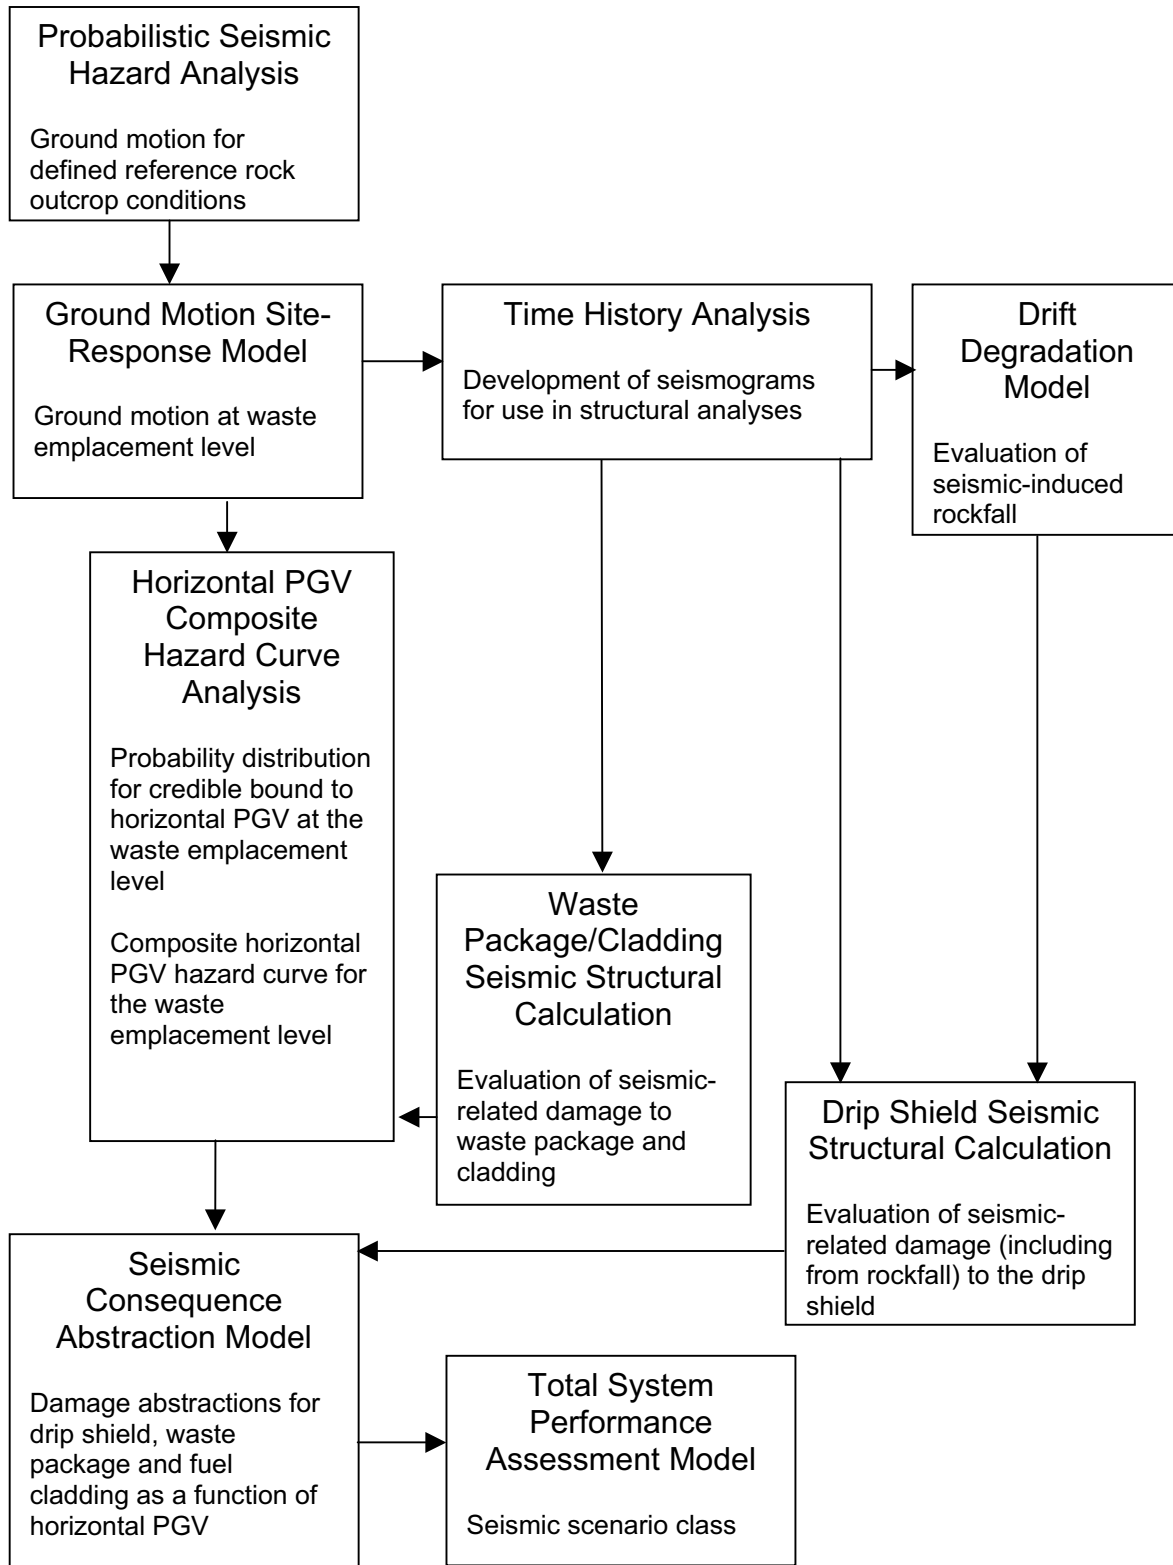 Probabilistic Seismic
Hazard Analysis
Ground motion for
defined reference rock
outcrop conditions
Ground Motion Site-
Response Model
Ground motion at waste
emplacement level
Time History Analysis
Development of seismograms
for use in structural analyses
Drift
Degradation
Model
Evaluation of
seismic-induced
rockfall
Horizontal PGV
Composite
Hazard Curve
Analysis
Probability distribution
for credible bound to
horizontal PGV at the
waste emplacement
level
Composite horizontal
PGV hazard curve for
the waste
emplacement level
Waste
Package/Cladding
Seismic Structural
Calculation
Evaluation of seismic-
related damage to
waste package and
cladding
Drip Shield Seismic
Structural Calculation
Evaluation of seismic-
related damage (including
from rockfall) to the drip
shield
Seismic
Consequence
Abstraction Model
Damage abstractions for
drip shield, waste
package and fuel
cladding as a function of
horizontal PGV
Total System
Performance
Assessment Model
Seismic scenario class